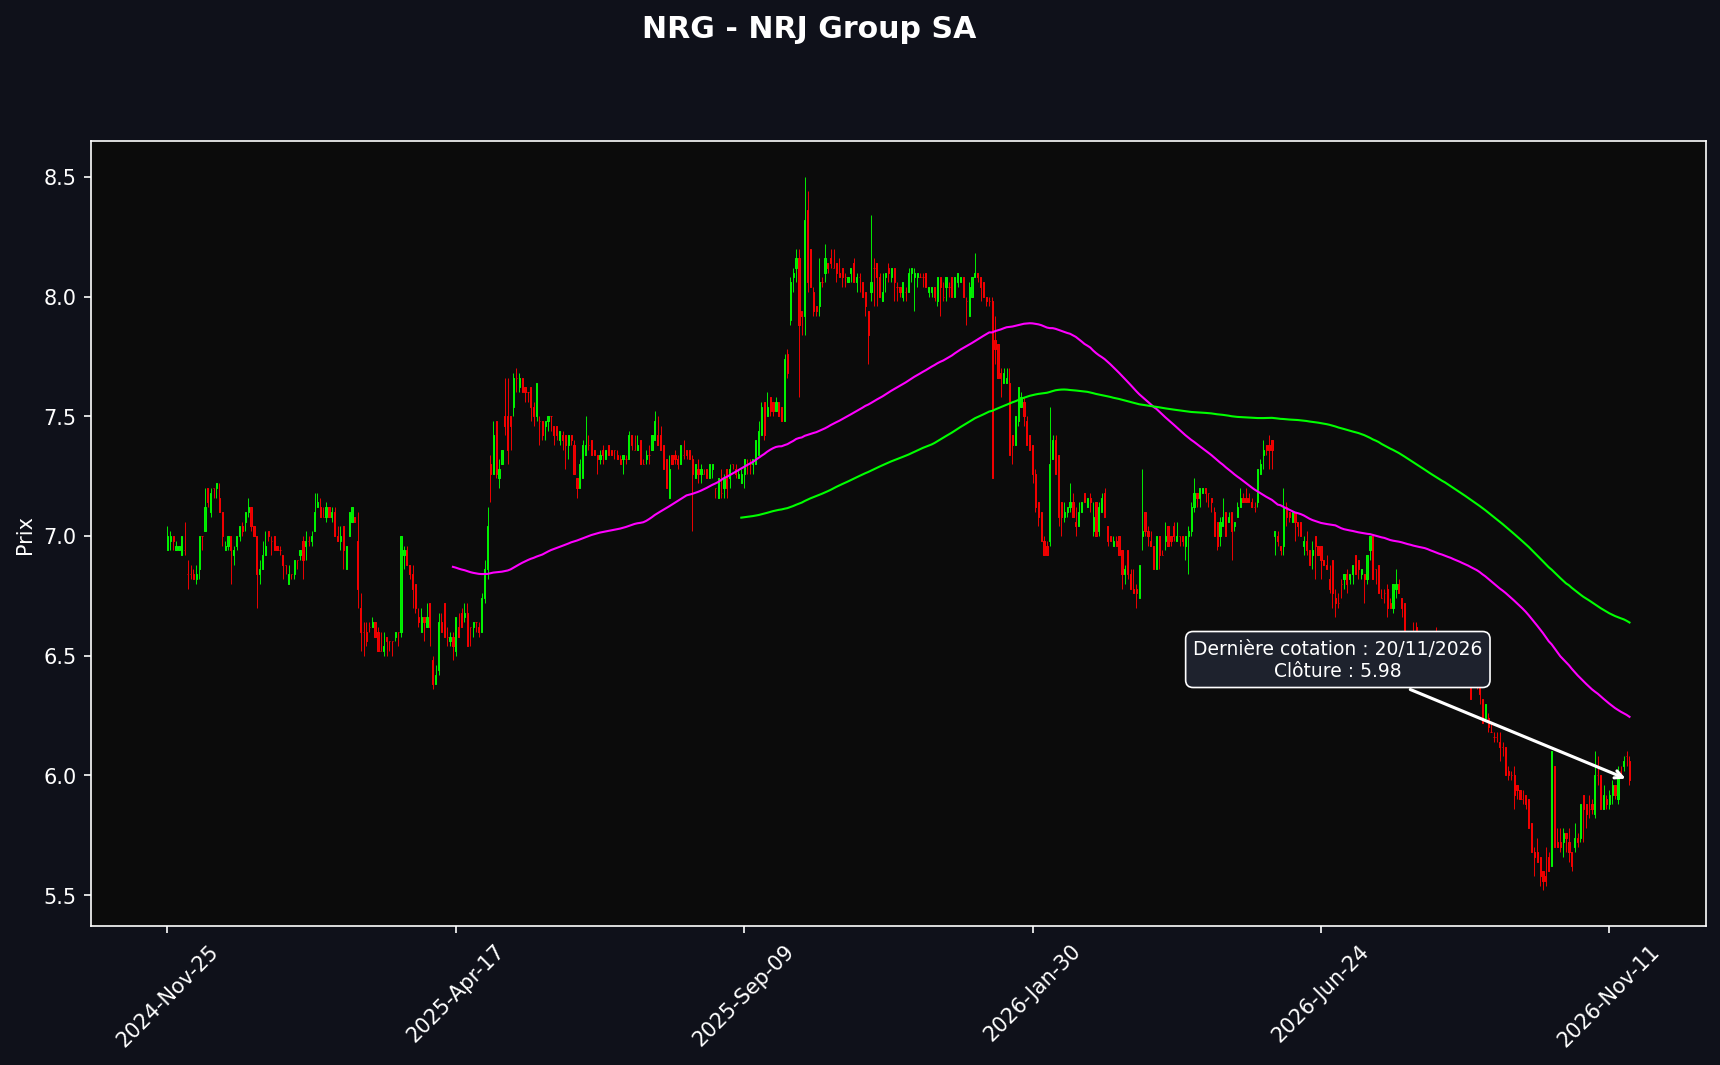 NRG - NRJ Group SA
Prix
8.5
8.0
7.5
7.0
6.5
6.0
5.5
Dernière cotation : 20/11/2026
Clôture : 5.98
2024-Nov-25
2025-Apr-17
2025-Sep-09
2026-Jan-30
2026-Jun-24
2026-Nov-11